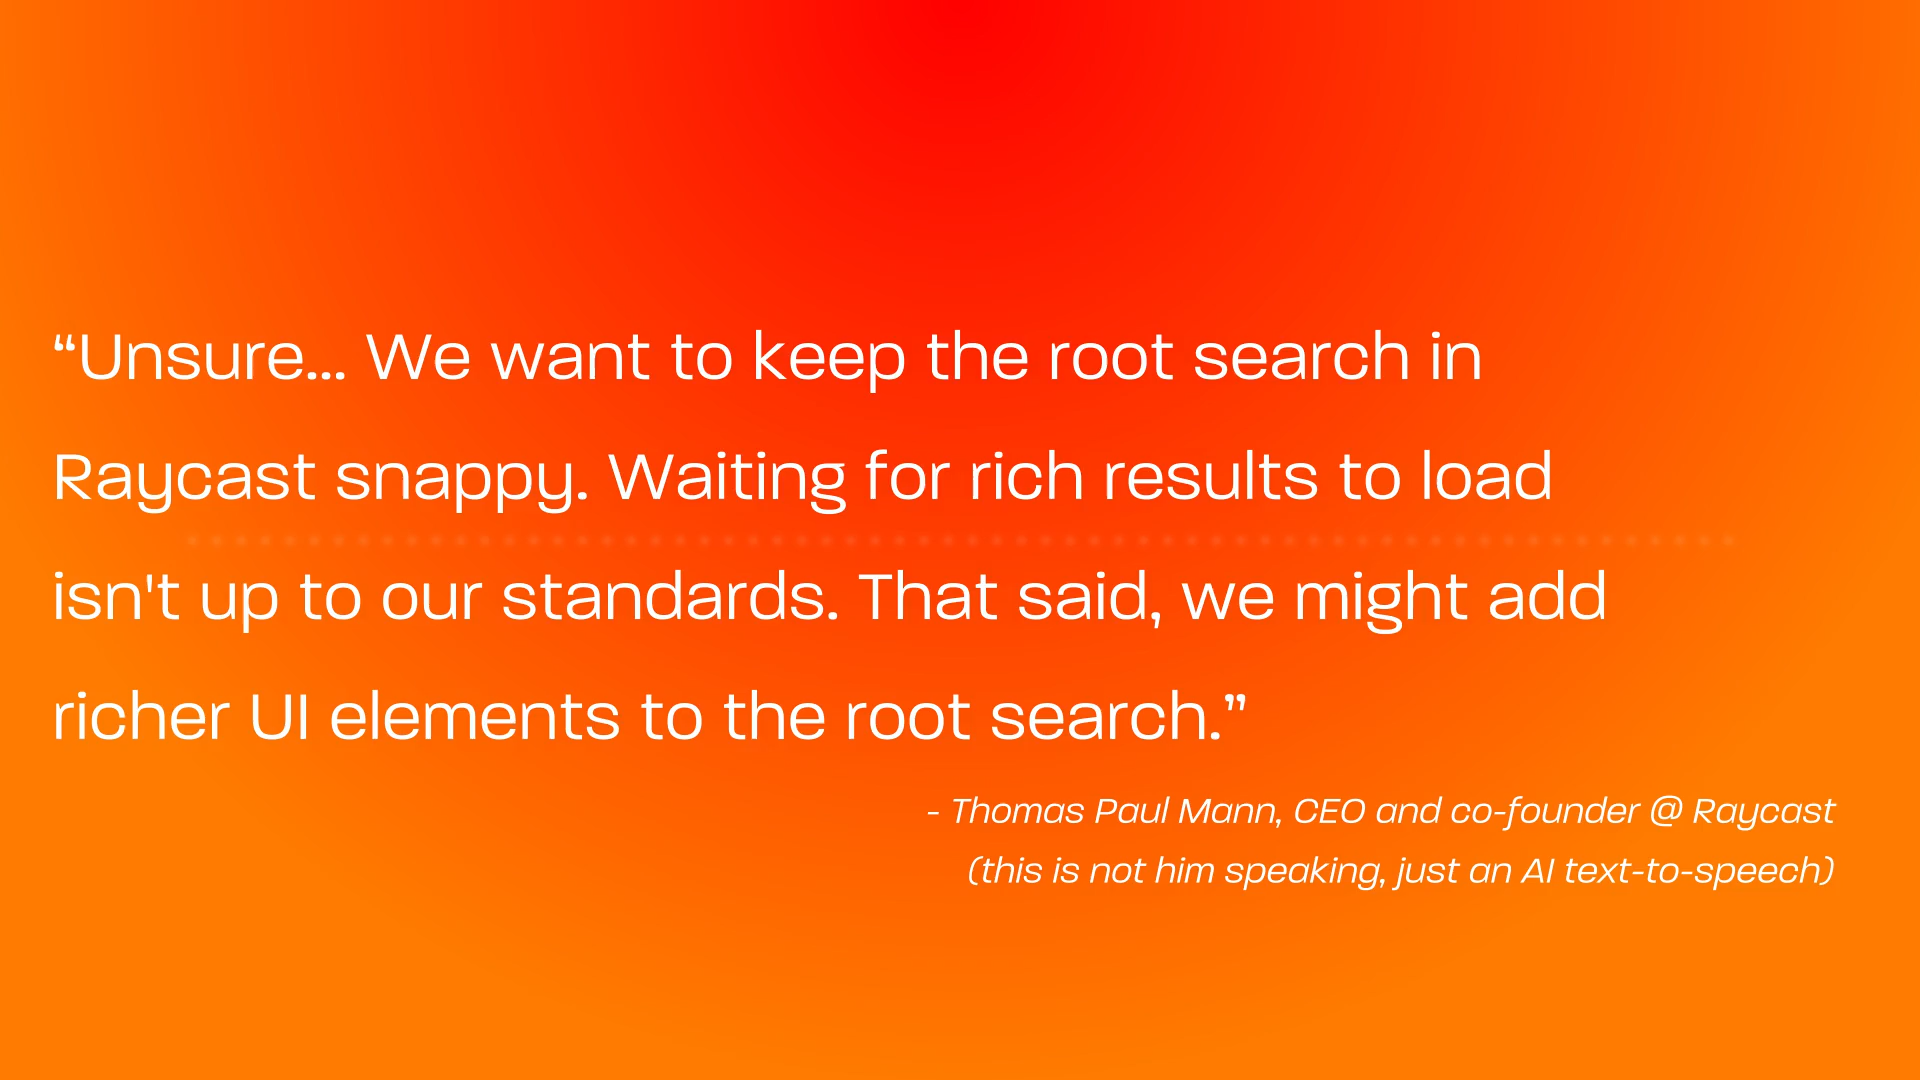 “Unsure... We want to keep the root search in
Raycast snappy. Waiting for rich results to load
isn't up to our standards. That said, we might add
richer UI elements to the root search.”
- Thomas Paul Mann, CEO and co-founder @ Raycast
(this is not him speaking, just an AI text-to-speech)